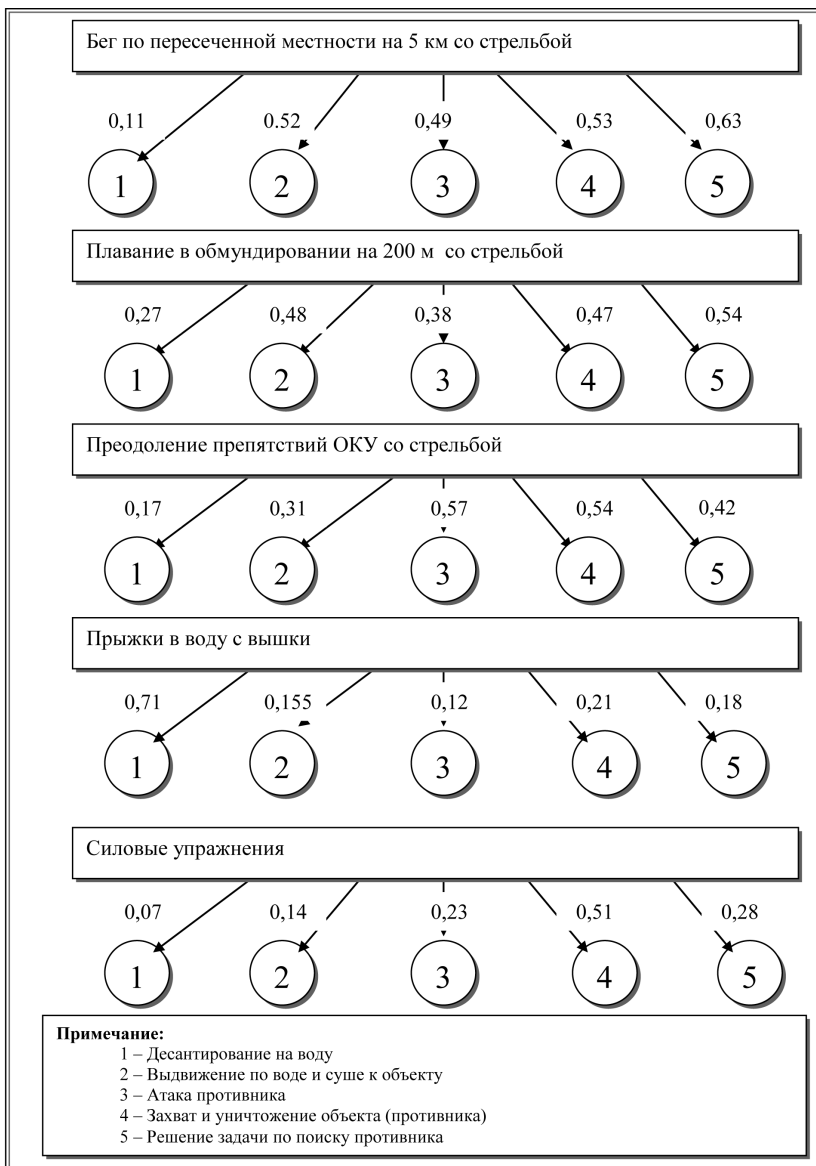 Бег по пересеченной местности на 5 км со стрельбой
0,11 0.52 0,49 0,53 0,63
1 2 3 4 5
Плавание в обмундировании на 200 м со стрельбой
0,27 0,48 0,38 0,47 0,54
1 2 3 4 5
Преодоление препятствий ОКУ со стрельбой
0,17 0,31 0,57 0,54 0,42
1 2 3 4 5
Прыжки в воду с вышки
0,71 0,155 0,12 0,21 0,18
1 2 3 4 5
Силовые упражнения
0,07 0,14 0,23 0,51 0,28
1 2 3 4 5
Примечание:
1 – Десантирование на воду
2 – Выдвижение по воде и суше к объекту
3 – Атака противника
4 – Захват и уничтожение объекта (противника)
5 – Решение задачи по поиску противника